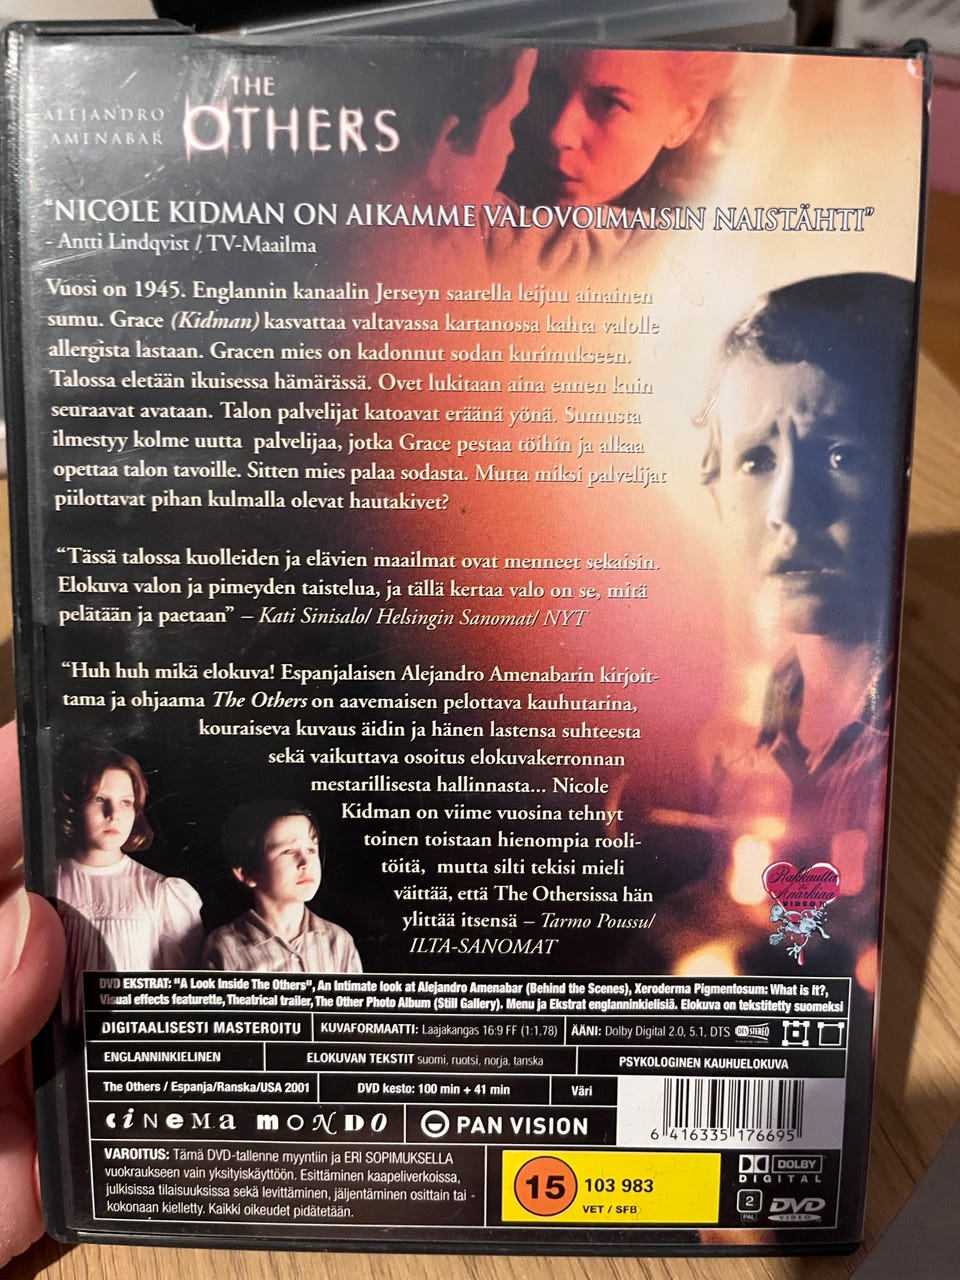 THE
OTHERS
ALEJANDRO
AMENABAR
"NICOLE KIDMAN ON AIKAMME VALOVOIMAISIN NAISTÄHTI"
- Antti Lindqvist / TV-Maailma
Vuosi on 1945. Englannin kanaalin Jerseyn saarella leijuu ainainen
sumu. Grace (Kidman) kasvattaa valtavassa kartanossa kahta valolle
allergista lastaan. Gracen mies on kadonnut sodan kurimukseen.
Talossa eletään ikuisessa hämärässä. Ovet lukitaan aina ennen kuin
seuraavat avataan. Talon palvelijat katoavat eräänä yönä. Sumusta
ilmestyy kolme uutta palvelijaa, jotka Grace pestaa töihin ja alkaa
opettaa talon tavoille. Sitten mies palaa sodasta. Mutta miksi palvelijat
piilottavat pihan kulmalla olevat hautakivet?
"Tässä talossa kuolleiden ja elävien maailmat ovat menneet sekaisin.
Elokuva valon ja pimeyden taistelua, ja tällä kertaa valo on se, mitä
pelätään ja paetaan" – Kati Sinisalo/ Helsingin Sanomat/ NYT
"Huh huh mikä elokuva! Espanjalaisen Alejandro Amenabarin kirjoit-
tama ja ohjaama The Others on aavemaisen pelottava kauhutarina,
kouraiseva kuvaus äidin ja hänen lastensa suhteesta
sekä vaikuttava osoitus elokuvakerronnan
mestarillisesta hallinnasta... Nicole
Kidman on viime vuosina tehnyt
toinen toistaan hienompia rooli-
töitä, mutta silti tekisi mieli
väittää, että The Othersissa hän
ylittää itsensä – Tarmo Poussu/
ILTA-SANOMAT
Rakkautta
& Anarkiaa
VIDEO
DVD EKSTRAT: "A Look Inside The Others", An Intimate look at Alejandro Amenabar (Behind the Scenes), Xeroderma Pigmentosum: What is It?,
Visual effects featurette, Theatrical trailer, The Other Photo Album (Still Gallery). Menu ja Ekstrat englanninkielisiä. Elokuva on tekstitetty suomeksi
DIGITAALISESTI MASTEROITU KUVAFORMAATTI: Laajakangas 16:9 FF (1:1,78) ÄÄNI: Dolby Digital 2.0, 5.1, DTS
ENGLANNINKIELINEN ELOKUVAN TEKSTIT suomi, ruotsi, norja, tanska PSYKOLOGINEN KAUHUELOKUVA
The Others / Espanja/Ranska/USA 2001 DVD kesto: 100 min + 41 min Väri
CINEMA MONDO PAN VISION
6 416335 176695
VAROITUS: Tämä DVD-tallenne myyntiin ja ERI SOPIMUKSELLA
vuokraukseen vain yksityiskäyttöön. Esittäminen kaapeliverkoissa,
julkisissa tilaisuuksissa sekä levittäminen, jäljentäminen osittain tai -
kokonaan kielletty. Kaikki oikeudet pidätetään.
15 103 983
VET / SFB
DOLBY
DIGITAL
2
PAL
DVD
VIDEO